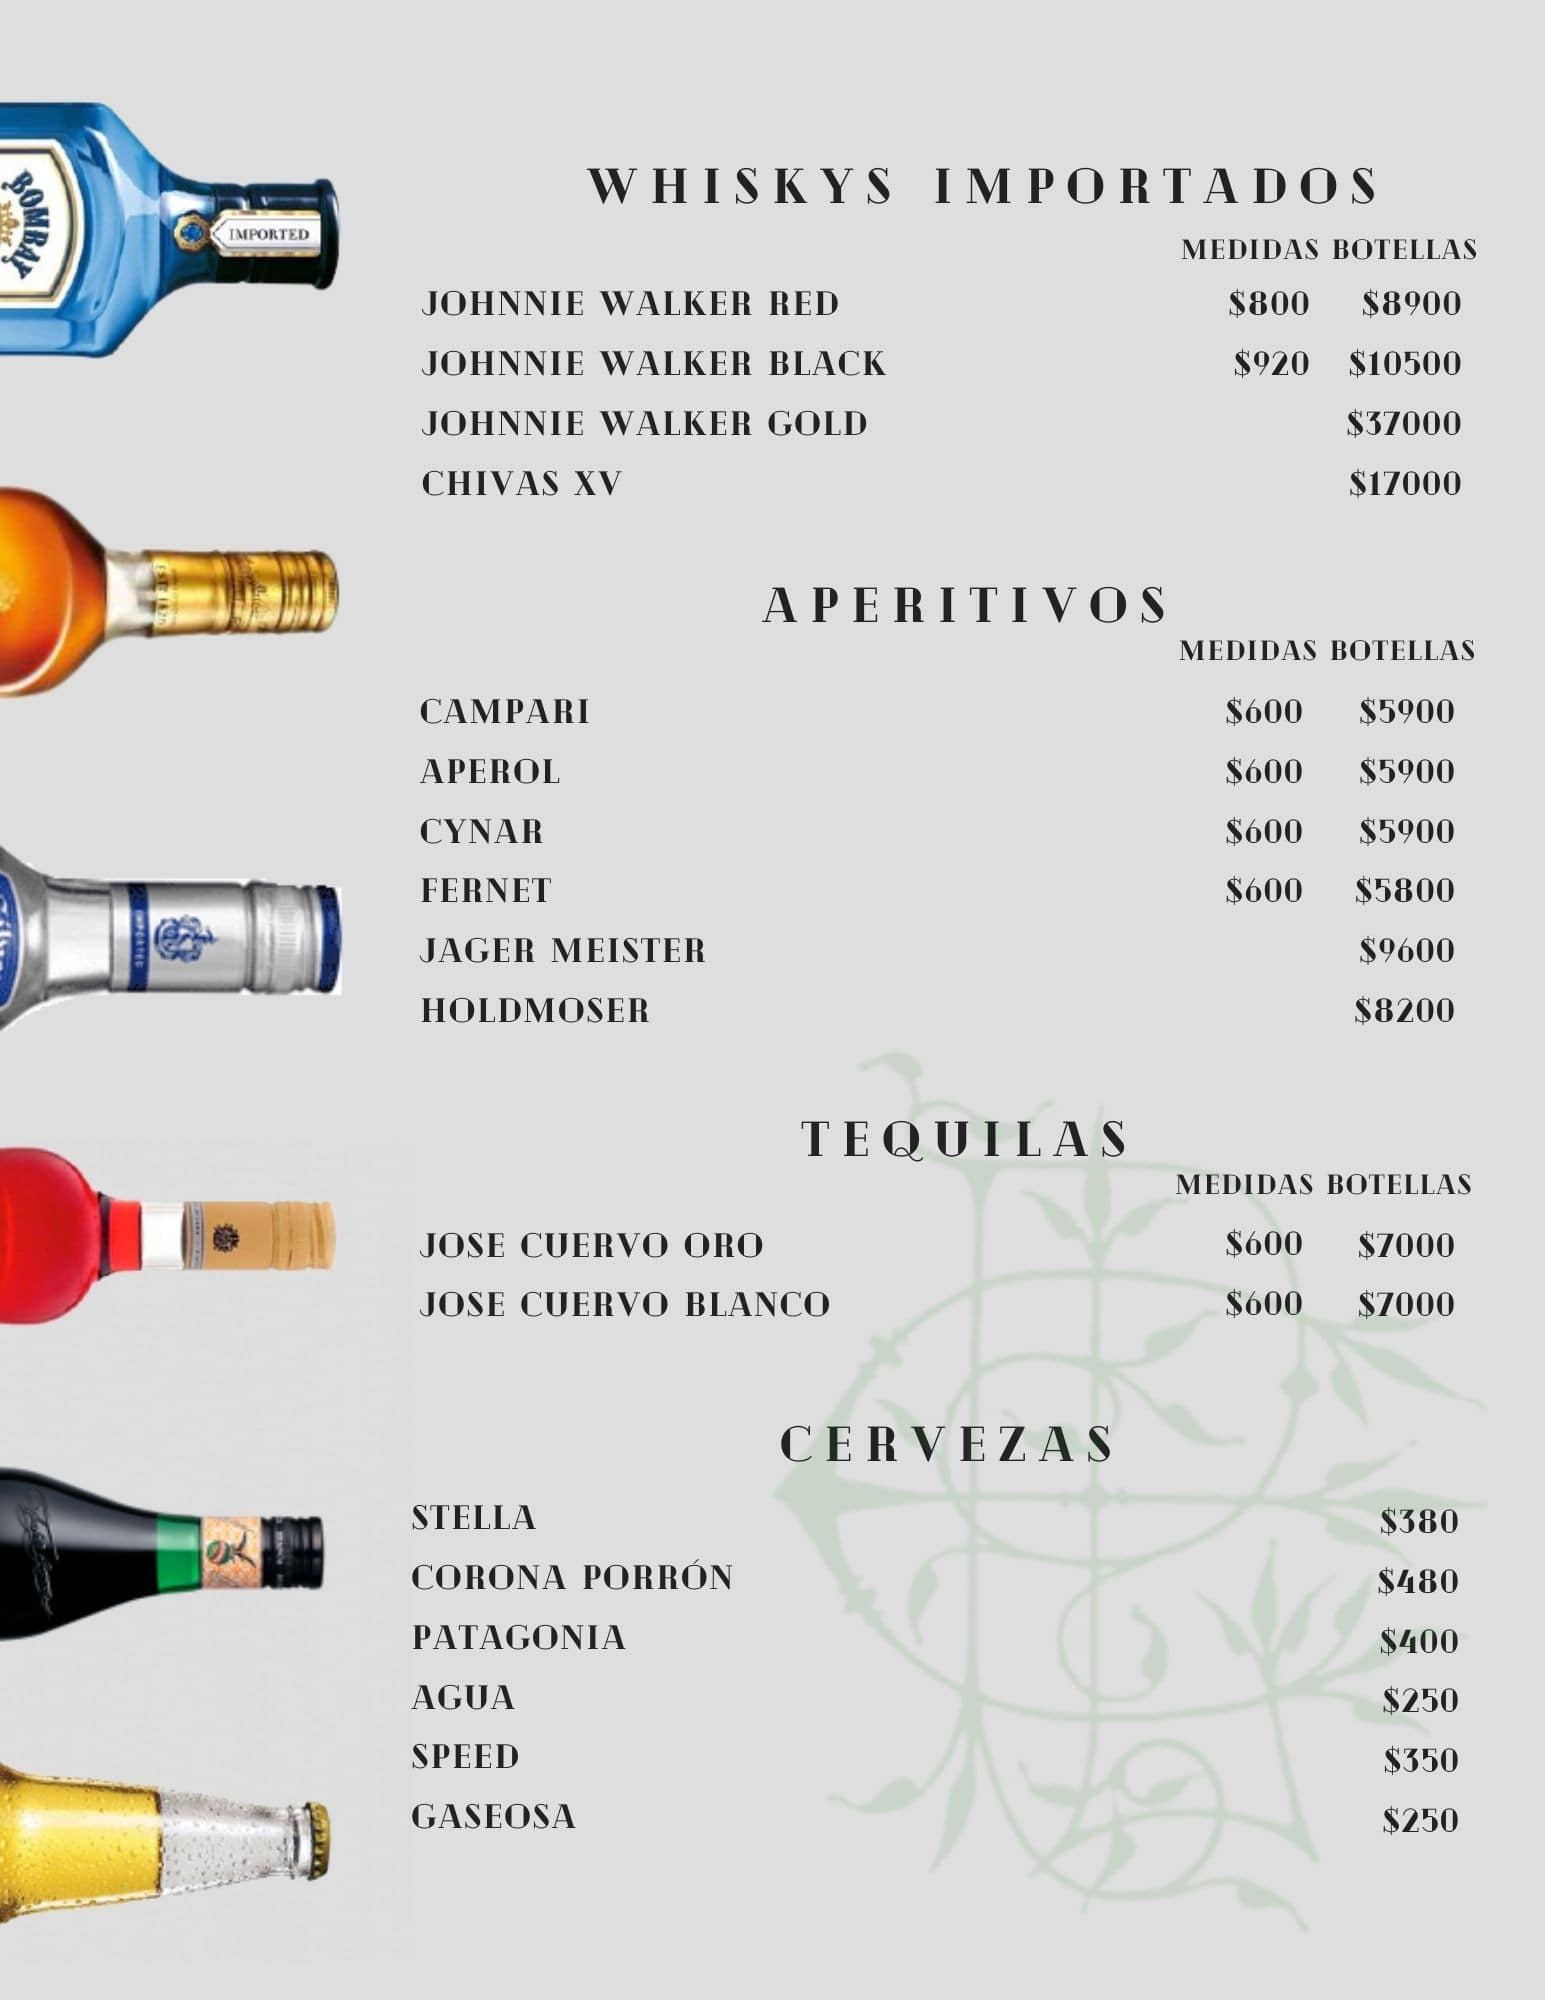 BOMBAY
IMPORTED
WHISKYS IMPORTADOS
MEDIDAS BOTELLAS
JOHNNIE WALKER RED $800 $8900
JOHNNIE WALKER BLACK $920 $10500
JOHNNIE WALKER GOLD $37000
CHIVAS XV $17000
APERITIVOS
MEDIDAS BOTELLAS
CAMPARI $600 $5900
APEROL $600 $5900
CYNAR $600 $5900
FERNET $600 $5800
JAGER MEISTER $9600
HOLDMOSER $8200
TEQUILAS
MEDIDAS BOTELLAS
JOSE CUERVO ORO $600 $7000
JOSE CUERVO BLANCO $600 $7000
CERVEZAS
STELLA $380
CORONA PORRÓN $480
PATAGONIA $400
AGUA $250
SPEED $350
GASEOSA $250